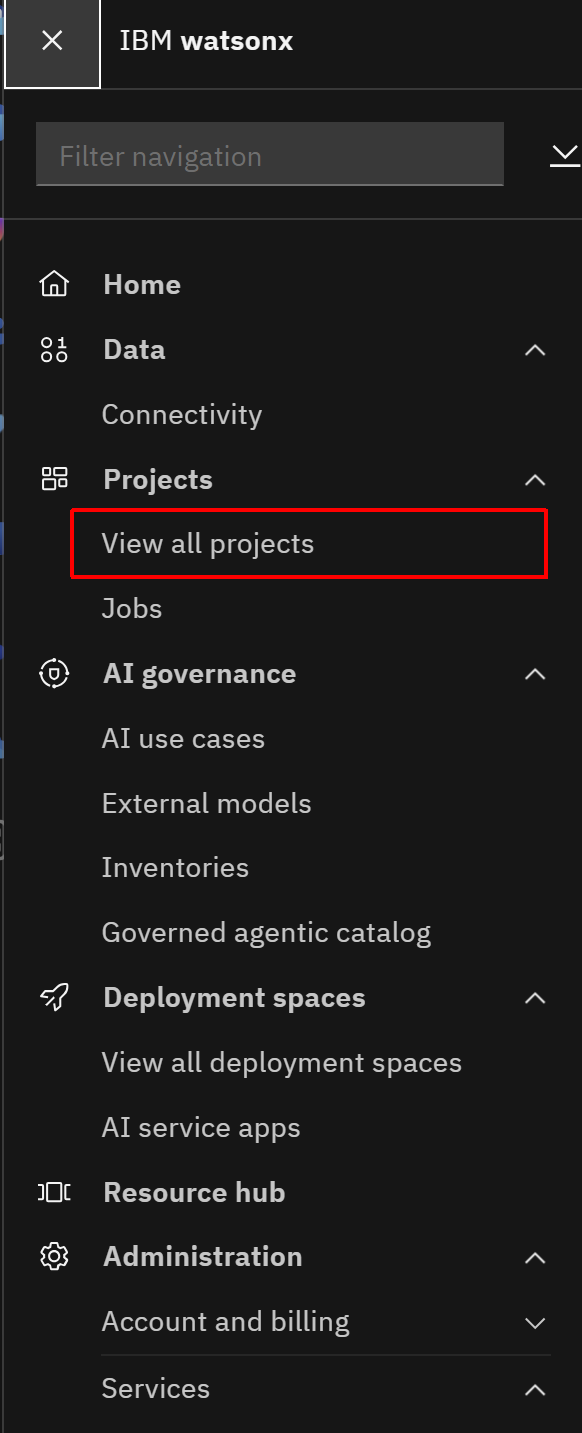 IBM watsonx
Filter navigation
Home
Data
Connectivity
Projects
View all projects
Jobs
AI governance
AI use cases
External models
Inventories
Governed agentic catalog
Deployment spaces
View all deployment spaces
AI service apps
Resource hub
Administration
Account and billing
Services